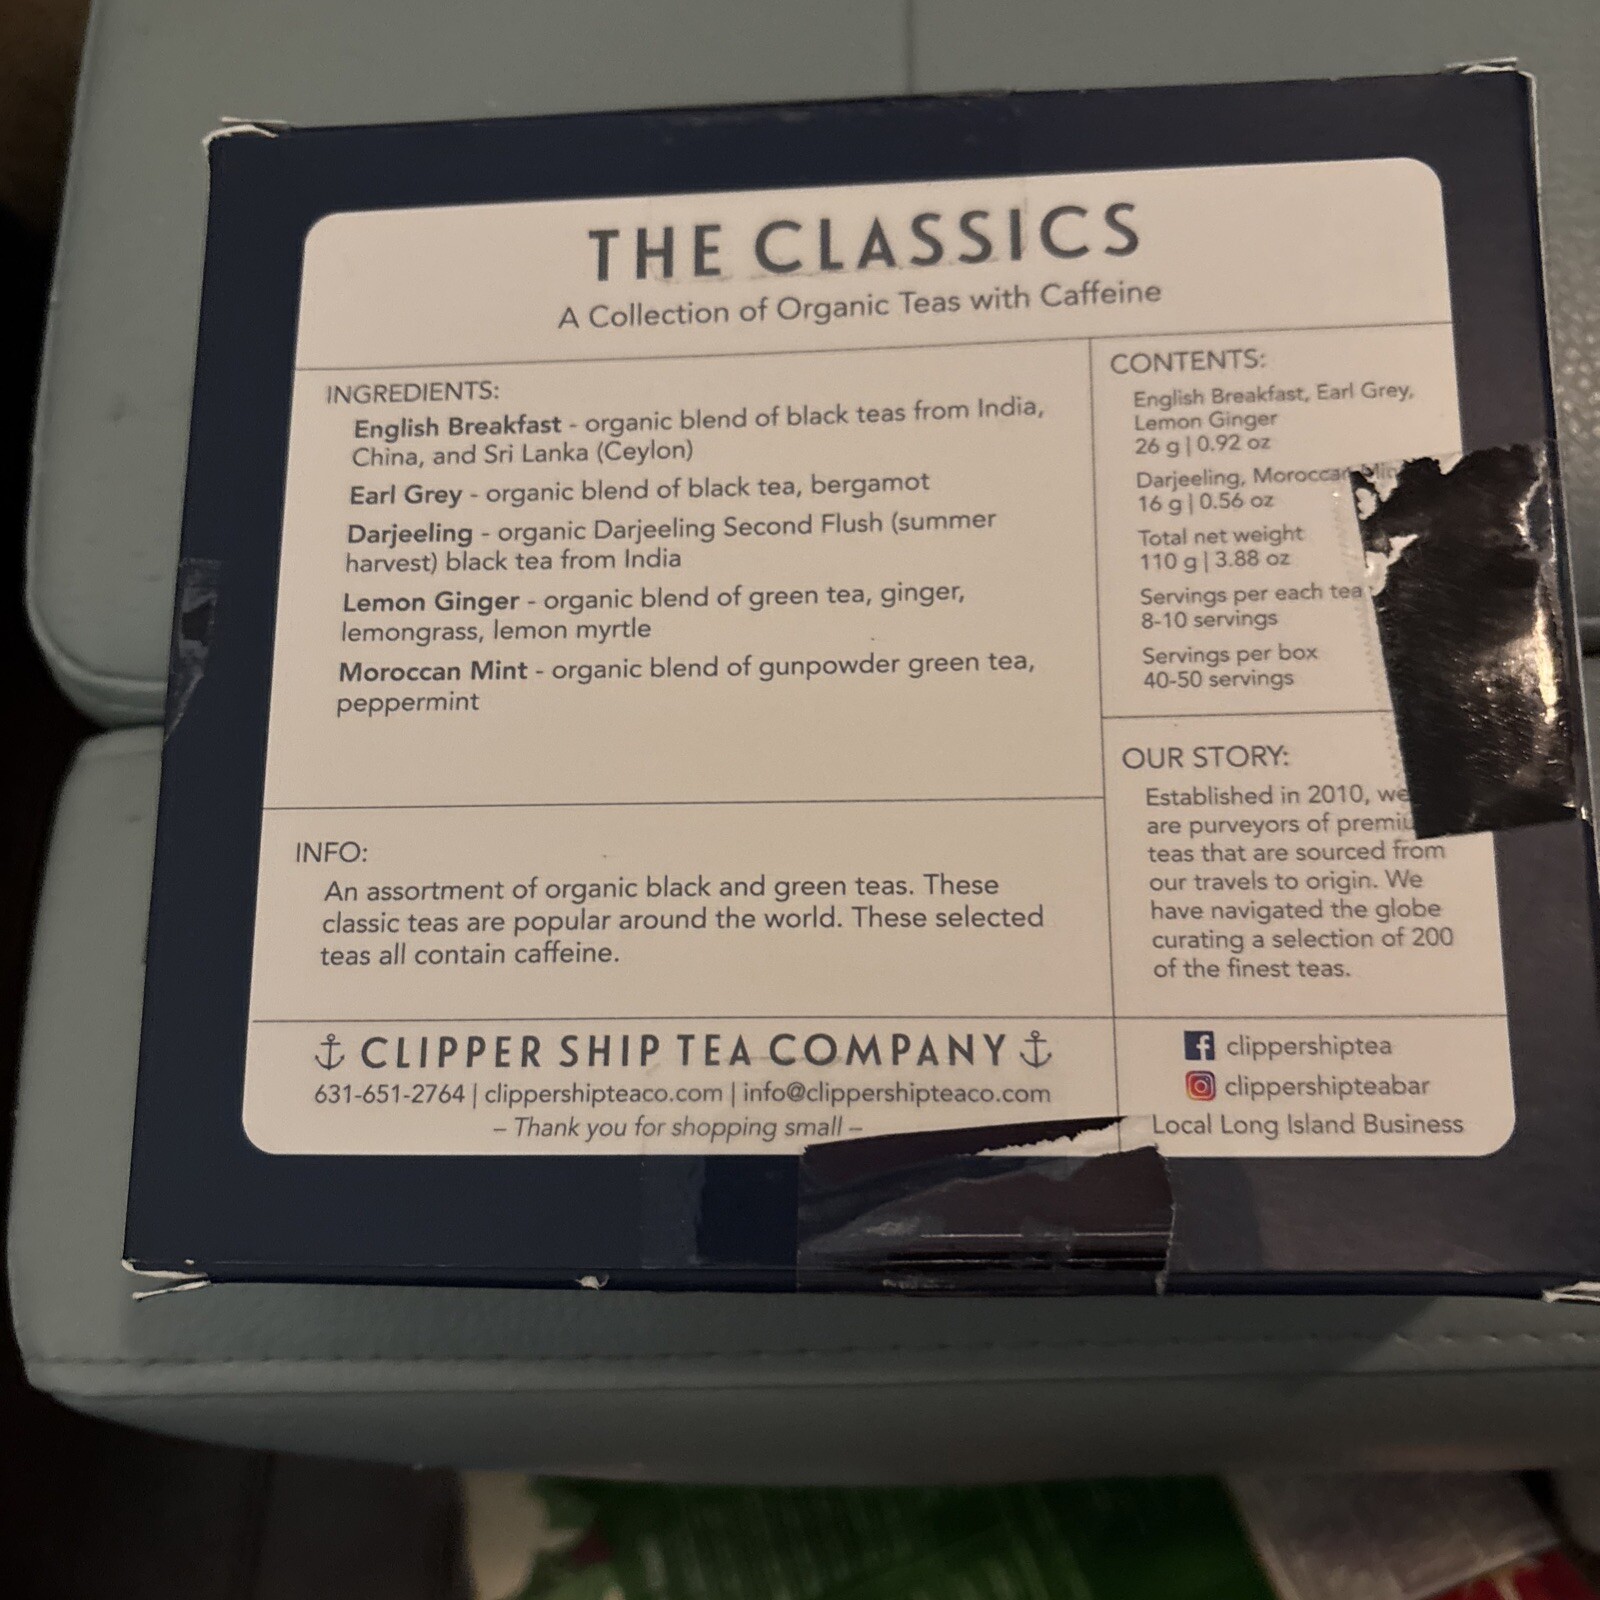 THE CLASSICS
A Collection of Organic Teas with Caffeine
INGREDIENTS:
English Breakfast - organic blend of black teas from India,
China, and Sri Lanka (Ceylon)
Earl Grey - organic blend of black tea, bergamot
Darjeeling - organic Darjeeling Second Flush (summer
harvest) black tea from India
Lemon Ginger - organic blend of green tea, ginger,
lemongrass, lemon myrtle
Moroccan Mint - organic blend of gunpowder green tea,
peppermint
INFO:
An assortment of organic black and green teas. These
classic teas are popular around the world. These selected
teas all contain caffeine.
CLIPPER SHIP TEA COMPANY
631-651-2764 | clippershipteaco.com | info@clippershipteaco.com
– Thank you for shopping small –
CONTENTS:
English Breakfast, Earl Grey,
Lemon Ginger
26 g | 0.92 oz
Darjeeling, Moroccan
16 g | 0.56 oz
Total net weight
110 g | 3.88 oz
Servings per each tea
8-10 servings
Servings per box
40-50 servings
OUR STORY:
Established in 2010, we
are purveyors of
teas that are sourced from
our travels to origin. We
have navigated the globe
curating a selection of 200
of the finest teas.
clippershiptea
clippershipteabar
Local Long Island Business